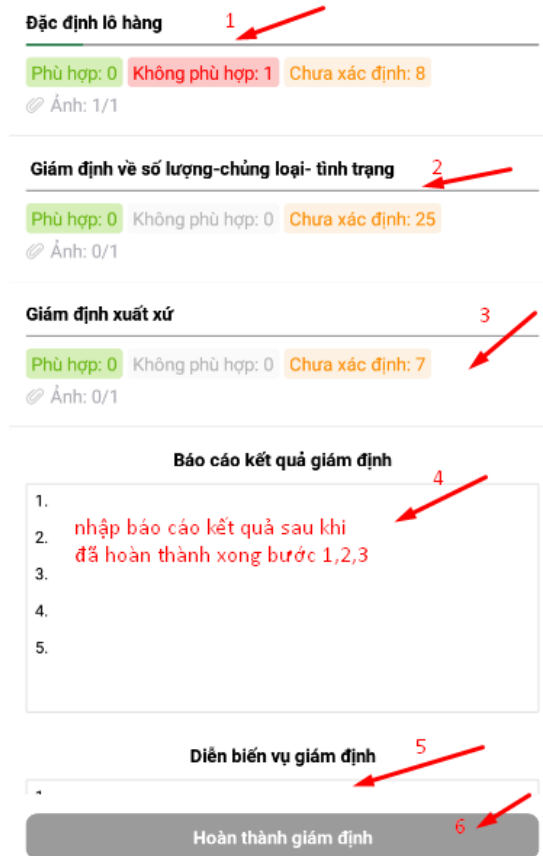 Đặc định lô hàng 1
Phù hợp: 0 Không phù hợp: 1 Chưa xác định: 8
Ảnh: 1/1
Giám định về số lượng-chủng loại- tình trạng 2
Phù hợp: 0 Không phù hợp: 0 Chưa xác định: 25
Ảnh: 0/1
Giám định xuất xứ 3
Phù hợp: 0 Không phù hợp: 0 Chưa xác định: 7
Ảnh: 0/1
Báo cáo kết quả giám định
4
1.
nhập báo cáo kết quả sau khi
2.
đã hoàn thành xong bước 1,2,3
3.
4.
5.
Diễn biến vụ giám định 5
Hoàn thành giám định 6